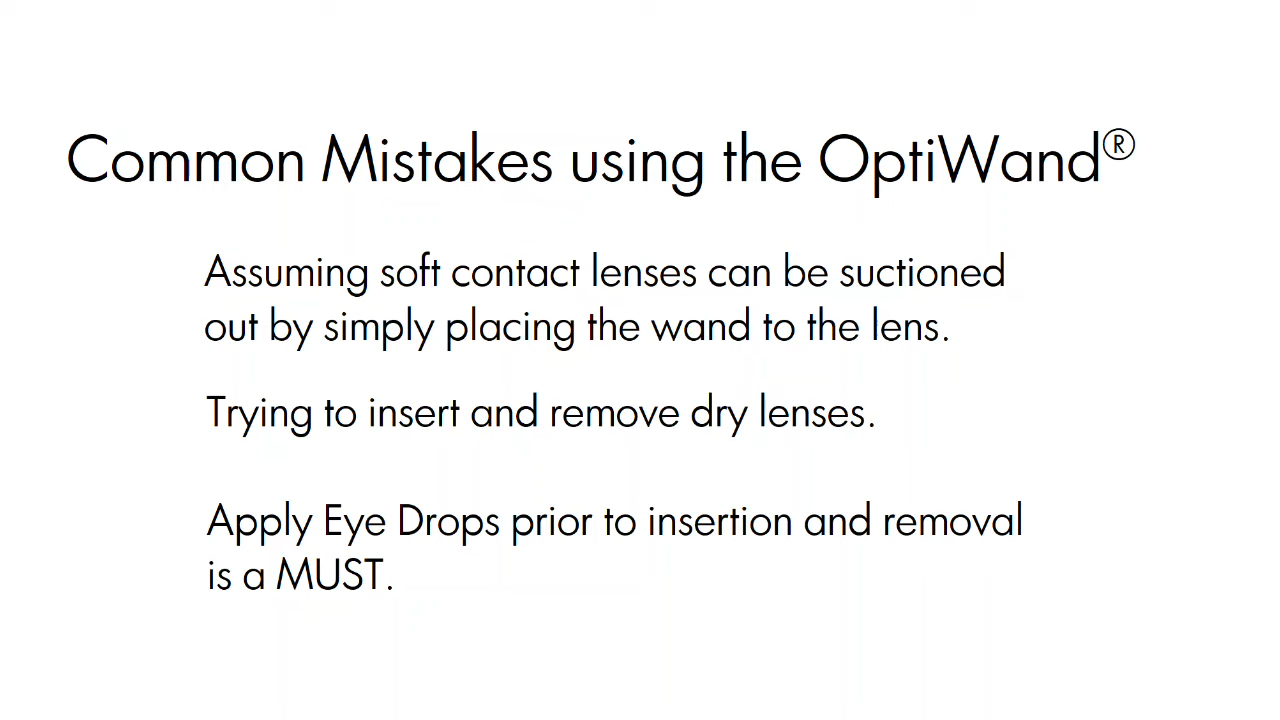 Common Mistakes using the OptiWand®
Assuming soft contact lenses can be suctioned
out by simply placing the wand to the lens.
Trying to insert and remove dry lenses.
Apply Eye Drops prior to insertion and removal
is a MUST.